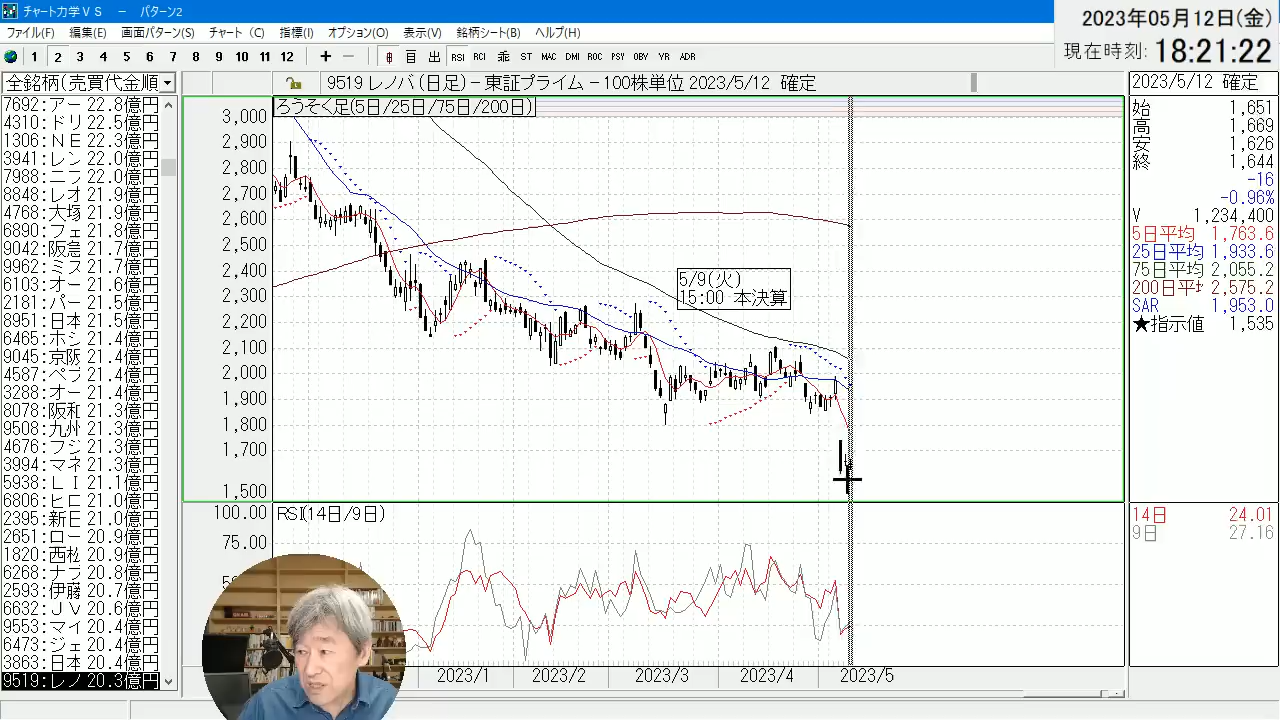 チャート力学VS － パターン2
2023年05月12日(金)
現在時刻: 18:21:22
ファイル(F) 編集(E) 画面パターン(S) チャート (C) 指標(I) オプション(O) 表示(V) 銘柄シート(B) ヘルプ(H)
1 2 3 4 5 6 7 8 9 10 11 12 + － 日 出 RSI RCI 乖 ST MAC DMI ROC PSY OBV VR ADR
全銘柄(売買代金順
9519 レノバ (日足) － 東証プライム － 100株単位 2023/5/12 確定
2023/5/12 確定
7692:アー 22.8億円
4310:ドリ 22.5億円
1306:NE 22.3億円
3941:レン 22.0億円
7988:ニフ 22.0億円
8848:レオ 21.9億円
4768:大塚 21.9億円
6890:フェ 21.8億円
9042:阪急 21.7億円
9962:ミス 21.7億円
6103:オー 21.6億円
2181:パー 21.5億円
8951:日本 21.5億円
6465:ホシ 21.4億円
9045:京阪 21.4億円
4587:ペプ 21.4億円
3286:オー 21.4億円
8078:阪和 21.3億円
9508:九州 21.3億円
4676:フジ 21.3億円
3994:マネ 21.3億円
5938:LI 21.1億円
6806:ヒロ 21.0億円
2395:新日 21.0億円
2651:ロー 20.9億円
1820:西松 20.9億円
6268:ナブ 20.8億円
2593:伊藤 20.7億円
6632:JV 20.6億円
9553:マイ 20.4億円
6473:ジェ 20.4億円
3863:日本 20.4億円
9519:レノ 20.3億円
ろうそく足(5日/25日/75日/200日)
3,000
2,900
2,800
2,700
2,600
2,500
2,400
2,300
2,200
2,100
2,000
1,900
1,800
1,700
1,500
5/9(火)
15:00 本決算
始 1,651
高 1,669
安 1,626
終 1,644
-16
-0.96%
V 1,234,400
5日平均 1,763.6
25日平均 1,933.6
75日平均 2,055.2
200日平均 2,575.2
SAR 1,953.0
★指示値 1,535
RSI(14日/9日)
100.00
75.00
14日 24.01
9日 27.16
2023/1 2023/2 2023/3 2023/4 2023/5